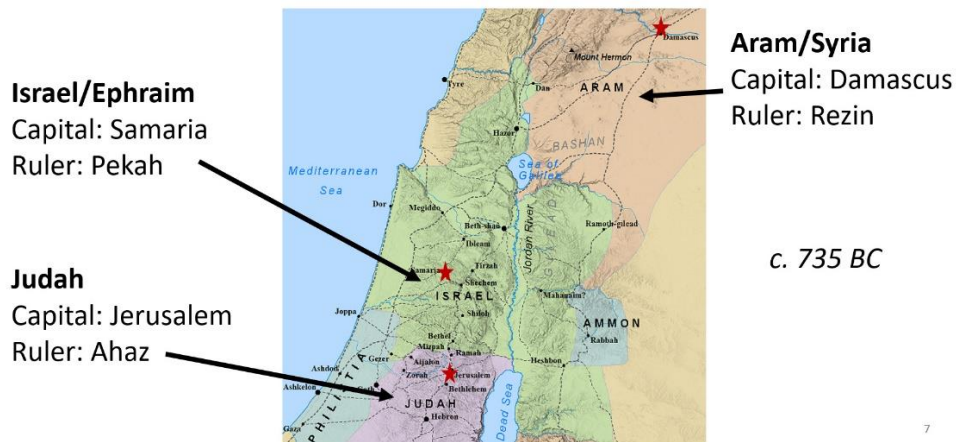 Israel/Ephraim
Capital: Samaria
Ruler: Pekah
Judah
Capital: Jerusalem
Ruler: Ahaz
Aram/Syria
Capital: Damascus
Ruler: Rezin
c. 735 BC
Damascus
Mount Hermon
Tyre
Dan
ARAM
Hazor
BASHAN
Mediterranean
Sea
Sea of
Galilee
Dor
Megiddo
Beth-shan
Ramoth-gilead
Ibleam
Jordan River
GILEAD
Samaria
Tirzah
Shechem
ISRAEL
Mahanaim?
Joppa
Shiloh
AMMON
Rabbah
Bethel
Mizpah
Ramah
Gezer
Aijalon
Heshbon
Ashdod
Zorah
Jerusalem
Bethlehem
Ashkelon
Gath
JUDAH
PHILISTIA
Hebron
Dead Sea
Gaza
7